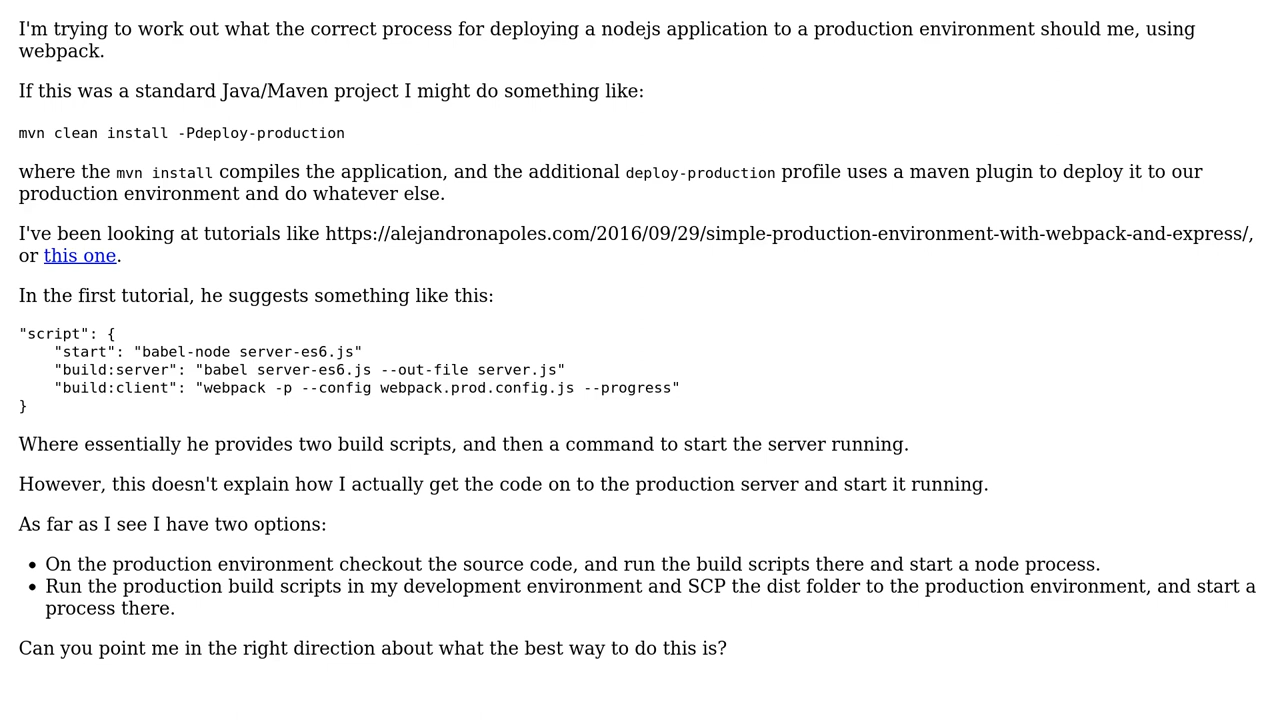 I'm trying to work out what the correct process for deploying a nodejs application to a production environment should me, using
webpack.
If this was a standard Java/Maven project I might do something like:
mvn clean install -Pdeploy-production
where the mvn install compiles the application, and the additional deploy-production profile uses a maven plugin to deploy it to our
production environment and do whatever else.
I've been looking at tutorials like https://alejandronapoles.com/2016/09/29/simple-production-environment-with-webpack-and-express/,
or this one.
In the first tutorial, he suggests something like this:
"script": {
    "start": "babel-node server-es6.js"
    "build:server": "babel server-es6.js --out-file server.js"
    "build:client": "webpack -p --config webpack.prod.config.js --progress"
}
Where essentially he provides two build scripts, and then a command to start the server running.
However, this doesn't explain how I actually get the code on to the production server and start it running.
As far as I see I have two options:
• On the production environment checkout the source code, and run the build scripts there and start a node process.
• Run the production build scripts in my development environment and SCP the dist folder to the production environment, and start a
process there.
Can you point me in the right direction about what the best way to do this is?